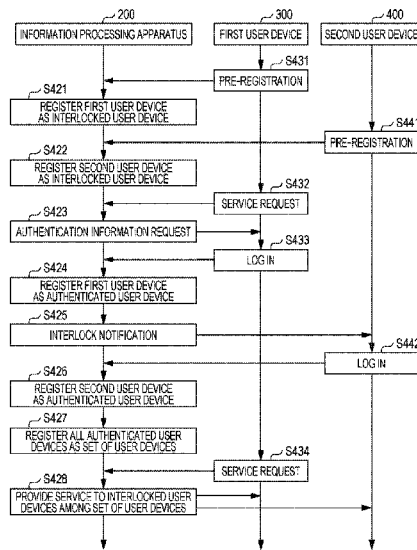 200
300
400
INFORMATION PROCESSING APPARATUS
FIRST USER DEVICE
SECOND USER DEVICE
S431
PRE-REGISTRATION
S421
REGISTER FIRST USER DEVICE
AS INTERLOCKED USER DEVICE
S441
PRE-REGISTRATION
S422
REGISTER SECOND USER DEVICE
AS INTERLOCKED USER DEVICE
S432
SERVICE REQUEST
S423
AUTHENTICATION INFORMATION REQUEST
S433
LOG IN
S424
REGISTER FIRST USER DEVICE
AS AUTHENTICATED USER DEVICE
S425
INTERLOCK NOTIFICATION
S442
LOG IN
S426
REGISTER SECOND USER DEVICE
AS AUTHENTICATED USER DEVICE
S427
REGISTER ALL AUTHENTICATED USER
DEVICES AS SET OF USER DEVICES
S434
SERVICE REQUEST
S428
PROVIDE SERVICE TO INTERLOCKED USER
DEVICES AMONG SET OF USER DEVICES